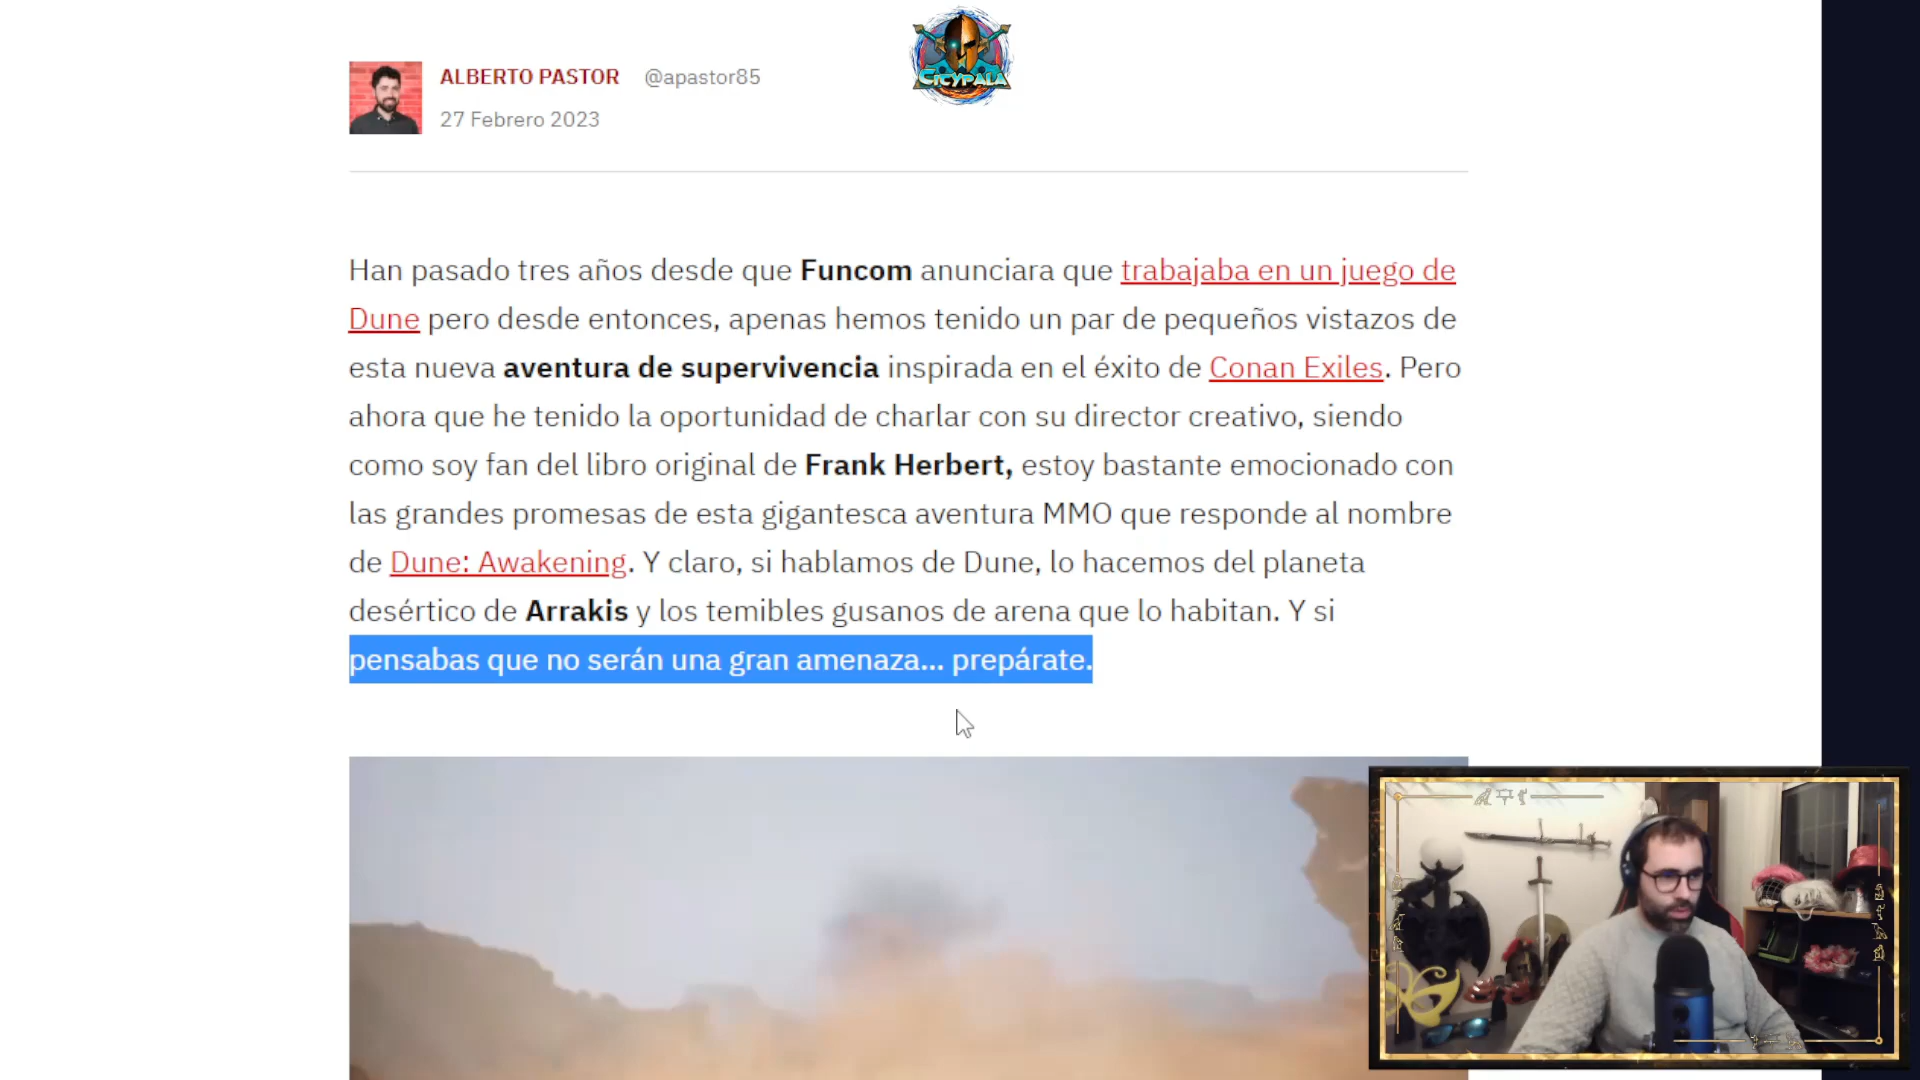 CITYPALA
ALBERTO PASTOR @apastor85
27 Febrero 2023
Han pasado tres años desde que Funcom anunciara que trabajaba en un juego de
Dune pero desde entonces, apenas hemos tenido un par de pequeños vistazos de
esta nueva aventura de supervivencia inspirada en el éxito de Conan Exiles. Pero
ahora que he tenido la oportunidad de charlar con su director creativo, siendo
como soy fan del libro original de Frank Herbert, estoy bastante emocionado con
las grandes promesas de esta gigantesca aventura MMO que responde al nombre
de Dune: Awakening. Y claro, si hablamos de Dune, lo hacemos del planeta
desértico de Arrakis y los temibles gusanos de arena que lo habitan. Y si
pensabas que no serán una gran amenaza... prepárate.